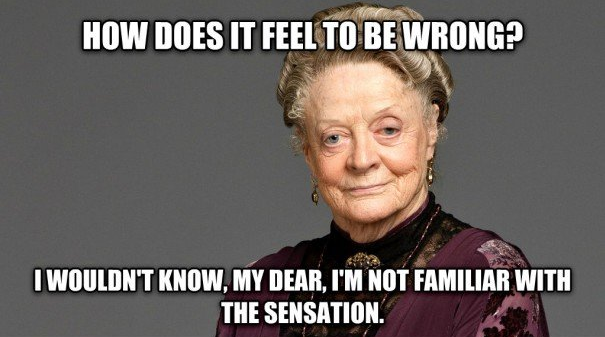 HOW DOES IT FEEL TO BE WRONG?
I WOULDN'T KNOW, MY DEAR, I'M NOT FAMILIAR WITH
THE SENSATION.